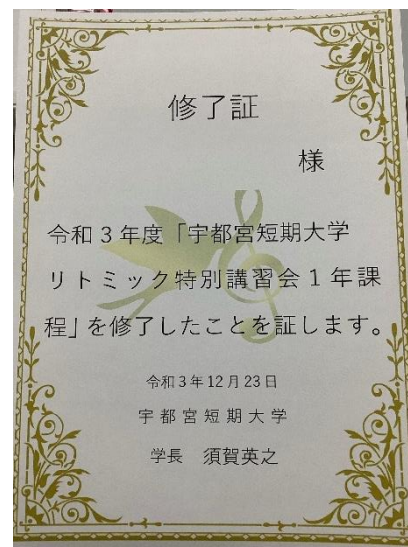 修了証
様
令和3年度「宇都宮短期大学
リトミック特別講習会1年課
程」を修了したことを証します。
令和3年12月23日
宇都宮短期大学
学長 須賀英之